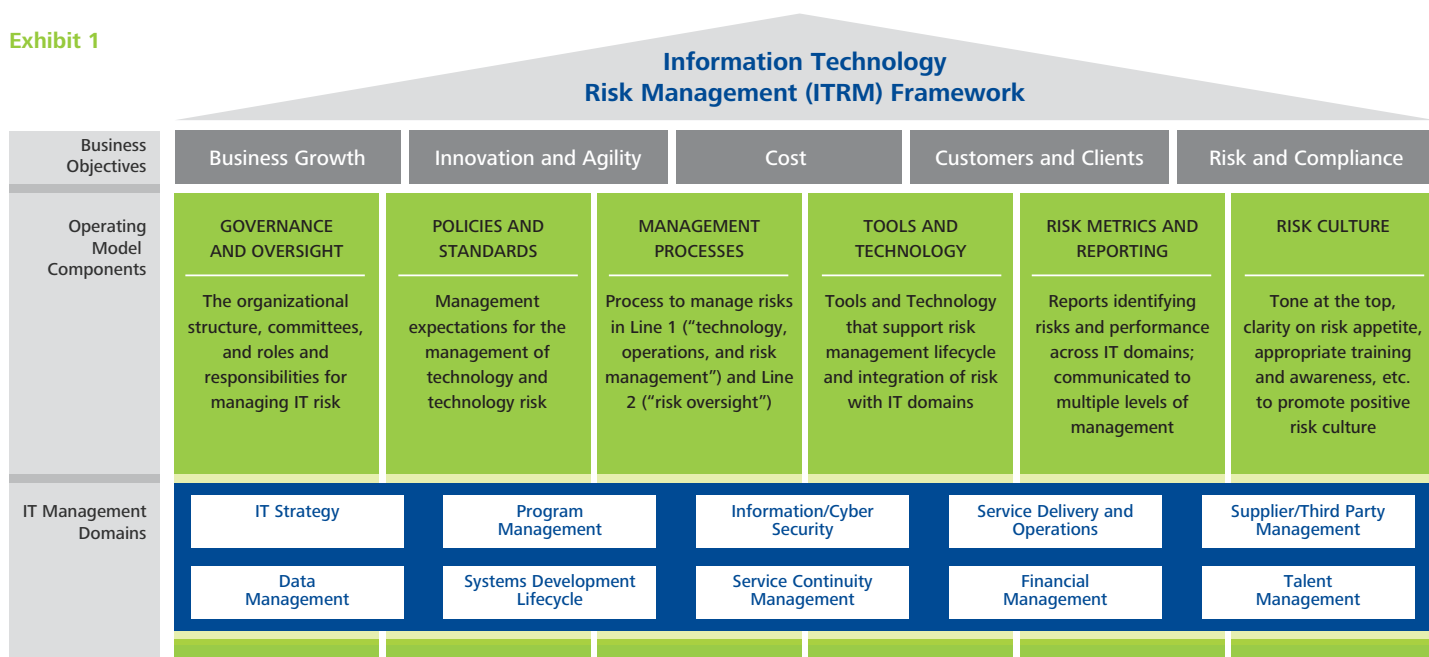 Exhibit 1
Information Technology
Risk Management (ITRM) Framework
Business
Objectives
Business Growth
Innovation and Agility
Cost
Customers and Clients
Risk and Compliance
Operating
Model
Components
GOVERNANCE
AND OVERSIGHT
The organizational
structure, committees,
and roles and
responsibilities for
managing IT risk
POLICIES AND
STANDARDS
Management
expectations for the
management of
technology and
technology risk
MANAGEMENT
PROCESSES
Process to manage risks
in Line 1 (“technology,
operations, and risk
management”) and Line
2 (“risk oversight”)
TOOLS AND
TECHNOLOGY
Tools and Technology
that support risk
management lifecycle
and integration of risk
with IT domains
RISK METRICS AND
REPORTING
Reports identifying
risks and performance
across IT domains;
communicated to
multiple levels of
management
RISK CULTURE
Tone at the top,
clarity on risk appetite,
appropriate training
and awareness, etc.
to promote positive
risk culture
IT Management
Domains
IT Strategy
Program
Management
Information/Cyber
Security
Service Delivery and
Operations
Supplier/Third Party
Management
Data
Management
Systems Development
Lifecycle
Service Continuity
Management
Financial
Management
Talent
Management